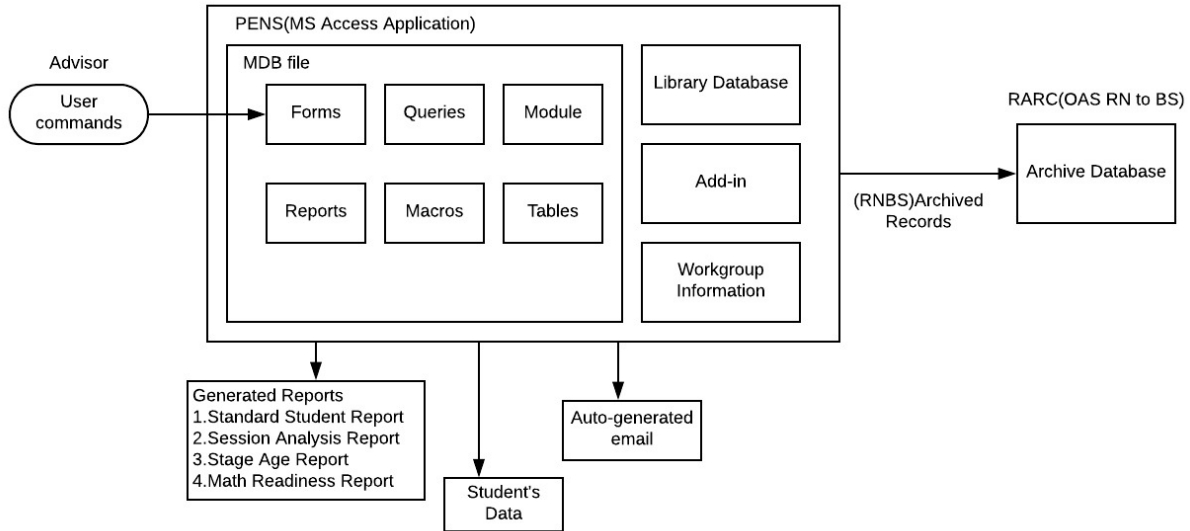 PENS(MS Access Application)
Advisor
User
commands
MDB file
Forms
Queries
Module
Reports
Macros
Tables
Library Database
Add-in
Workgroup
Information
(RNBS)Archived
Records
RARC(OAS RN to BS)
Archive Database
Generated Reports
1.Standard Student Report
2.Session Analysis Report
3.Stage Age Report
4.Math Readiness Report
Student's
Data
Auto-generated
email